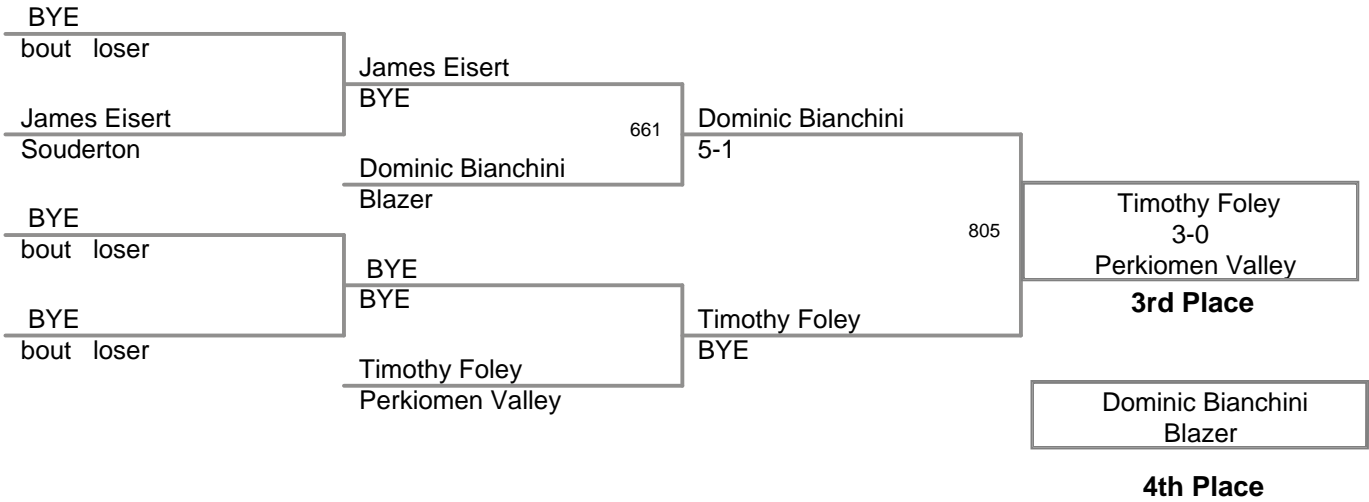 BYE
bout loser
James Eisert
Souderton
BYE
bout loser
BYE
bout loser
James Eisert
BYE
661
Dominic Bianchini
Blazer
BYE
BYE
Timothy Foley
Perkiomen Valley
Dominic Bianchini
5-1
805
Timothy Foley
BYE
Timothy Foley
3-0
Perkiomen Valley
3rd Place
Dominic Bianchini
Blazer
4th Place